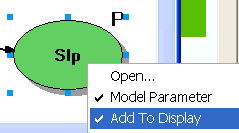 P
Slp
Open...
Model Parameter
Add To Display